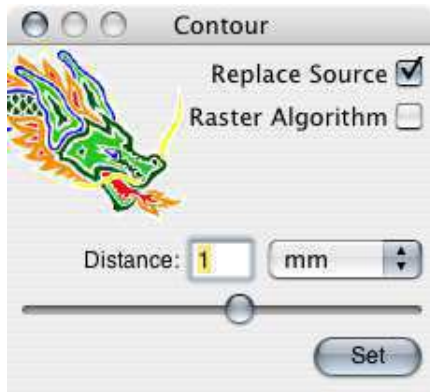 Contour
Replace Source
Raster Algorithm
Distance: 1 mm
Set